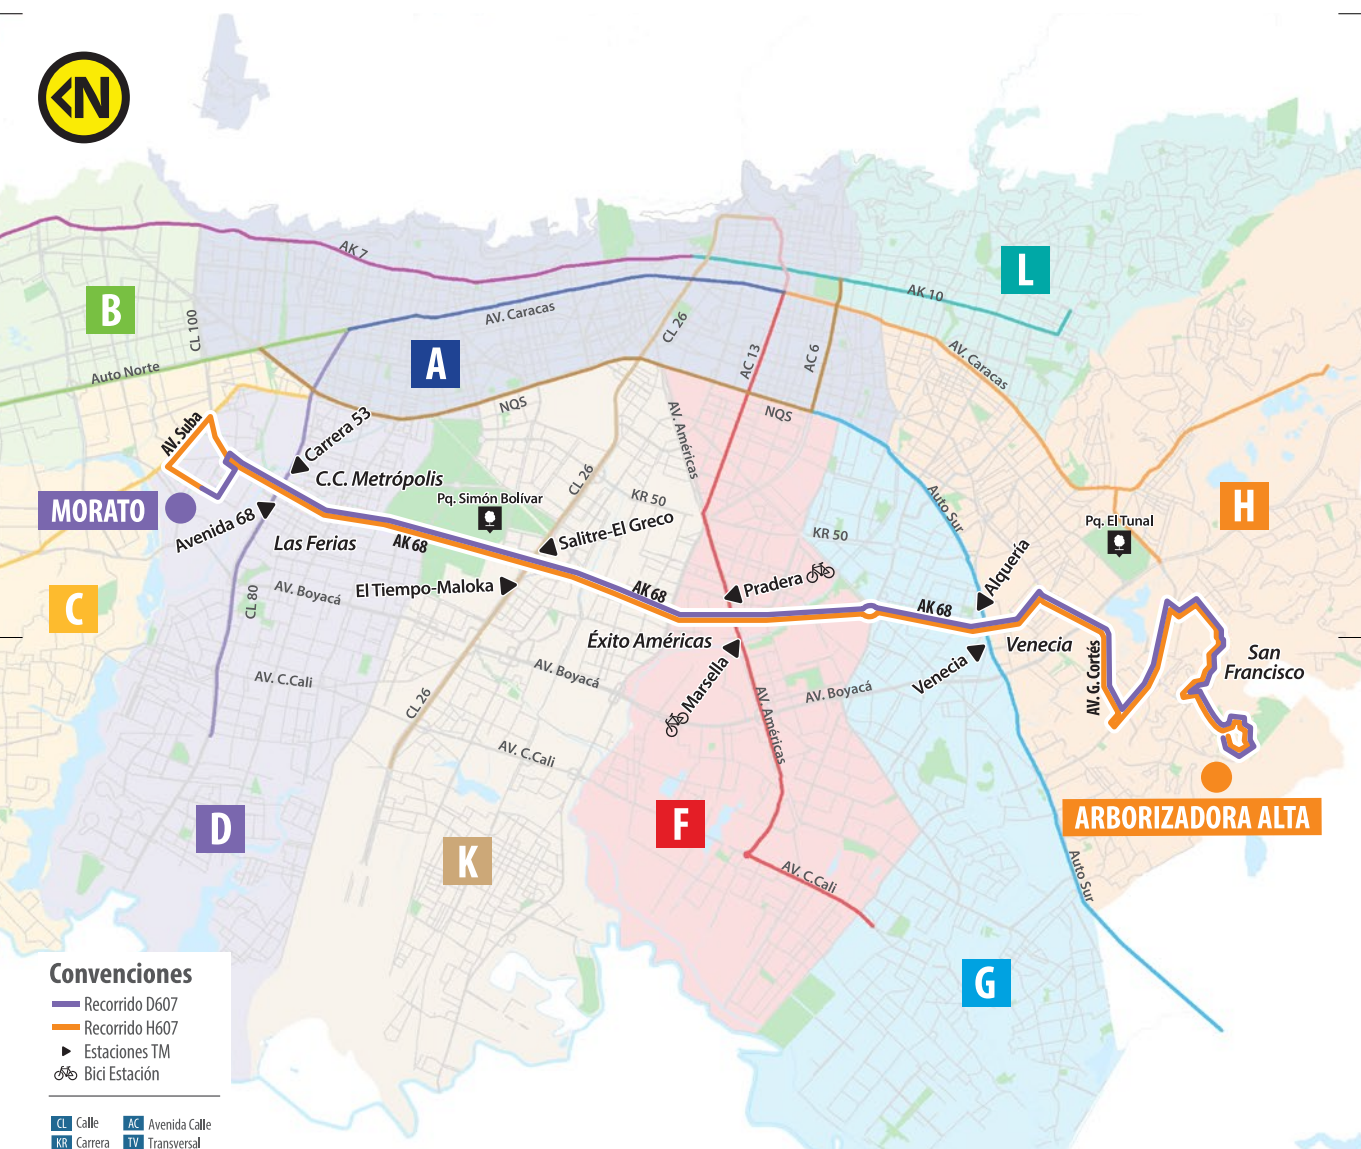 N
AK 7
L
AK 10
B
CL 100
AV. Caracas
CL 26
AC 13
AC 6
AV. Caracas
A
Auto Norte
NQS
NQS
AV. Américas
AV. Suba
Carrera 53
C.C. Metrópolis
CL 26
KR 50
Auto Sur
H
MORATO
Pq. Simón Bolívar
Avenida 68
Las Ferias
AK 68
Salitre-El Greco
KR 50
Pq. El Tunal
C
CL 80
AV. Boyacá
El Tiempo-Maloka
AK 68
Pradera
AK 68
Alquería
Éxito Américas
Venecia
San
Francisco
AV. C.Cali
CL 26
AV. Boyacá
Marsella
AV. Américas
AV. Boyacá
Venecia
AV. G. Cortés
AV. C.Cali
D
K
F
ARBORIZADORA ALTA
AV. C.Cali
Auto Sur
G
Convenciones
Recorrido D607
Recorrido H607
Estaciones TM
Bici Estación
CL Calle
AC Avenida Calle
KR Carrera
TV Transversal